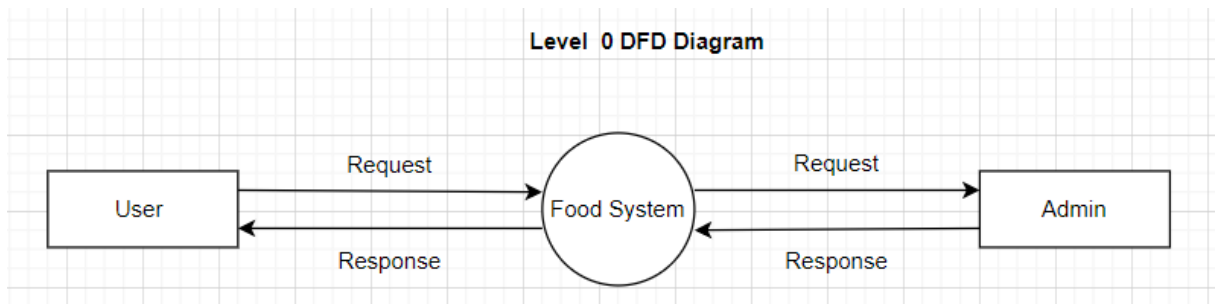 Level 0 DFD Diagram
Request
Request
User
Food System
Admin
Response
Response